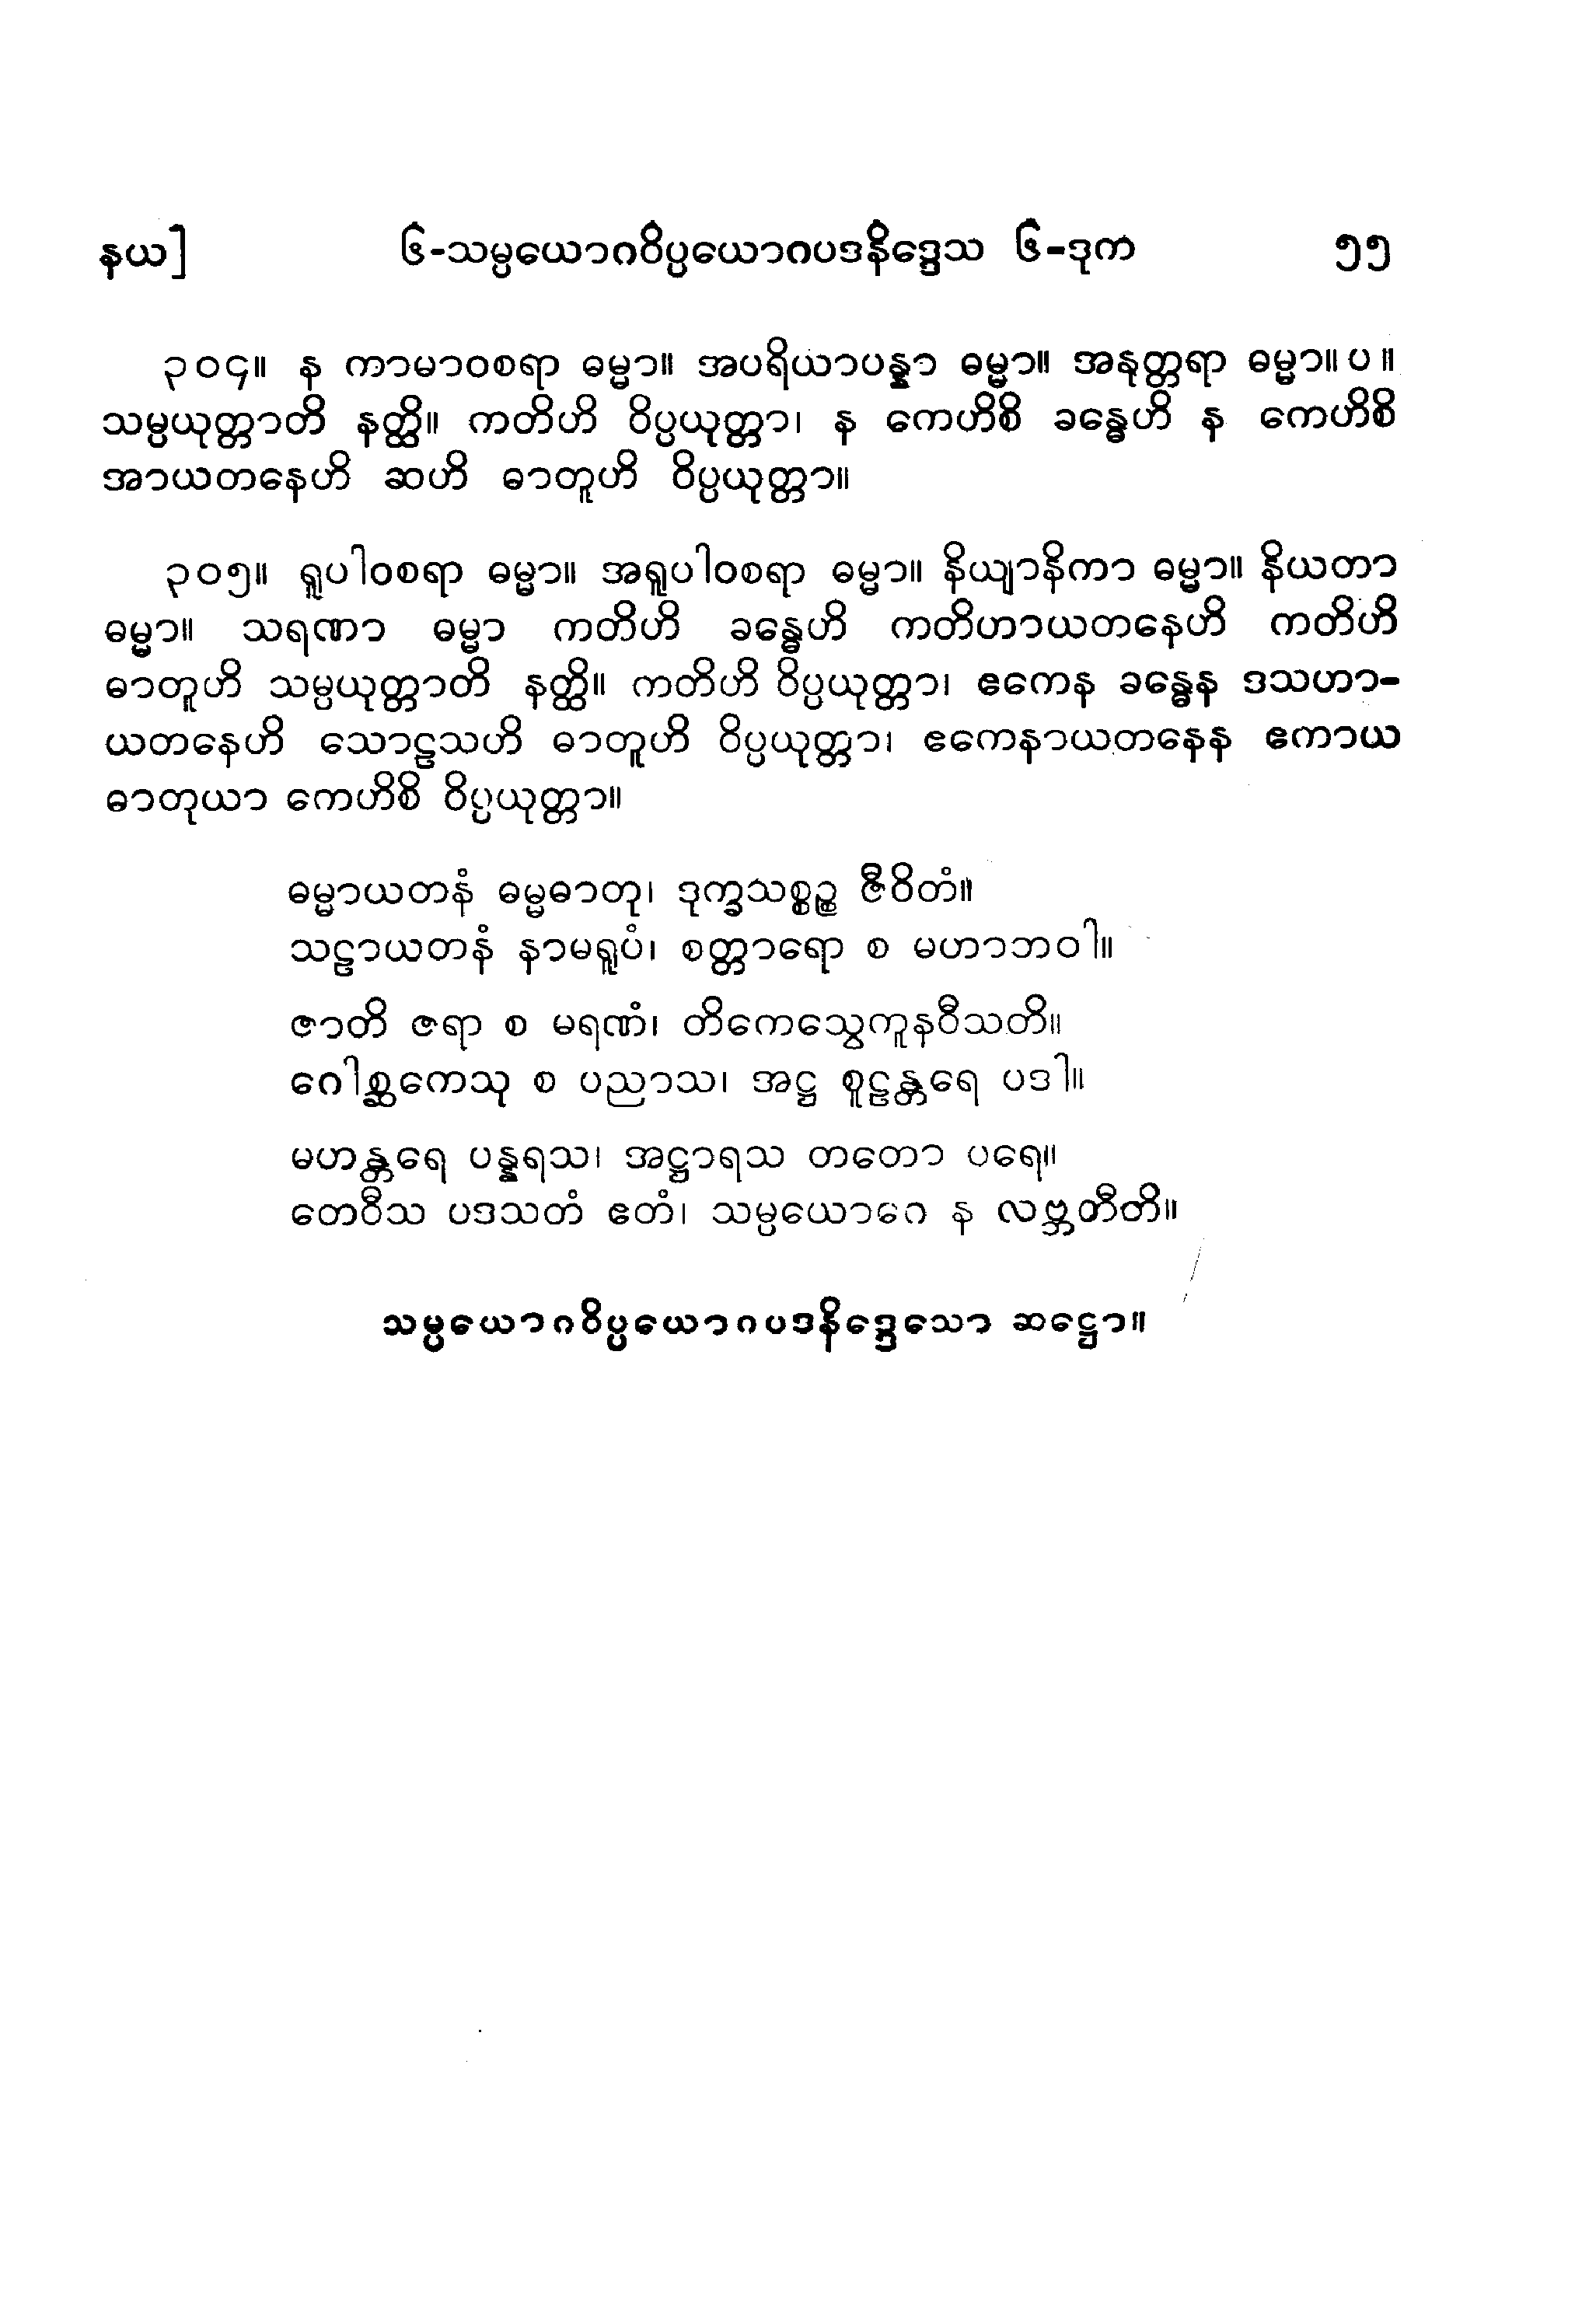 နယ] ၆-သမ္ပယောဂဝိပ္ပယောဂပဒနိဒ္ဒေသ ၆-ဒုက ၅၅
၃၀၄။ န ကာမာဝစရာ ဓမ္မာ။ အပရိယာပန္နာ ဓမ္မာ။ အနုတ္တရာ ဓမ္မာ။ ပ ။
သမ္ပယုတ္တာတိ နတ္ထိ။ ကတိဟိ ဝိပ္ပယုတ္တာ၊ န ကေဟိစိ ခန္ဓေဟိ န ကေဟိစိ
အာယတနေဟိ ဆဟိ ဓာတူဟိ ဝိပ္ပယုတ္တာ။
၃၀၅။ ရူပါဝစရာ ဓမ္မာ။ အရူပါဝစရာ ဓမ္မာ။ နိယျာနိကာ ဓမ္မာ။ နိယတာ
ဓမ္မာ။ သရဏာ ဓမ္မာ ကတိဟိ ခန္ဓေဟိ ကတိဟာယတနေဟိ ကတိဟိ
ဓာတူဟိ သမ္ပယုတ္တာတိ နတ္ထိ။ ကတိဟိ ဝိပ္ပယုတ္တာ၊ ဧကေန ခန္ဓေန ဒသဟာ-
ယတနေဟိ သောဠသဟိ ဓာတူဟိ ဝိပ္ပယုတ္တာ၊ ဧကေနာယတနေန ဧကာယ
ဓာတုယာ ကေဟိစိ ဝိပ္ပယုတ္တာ။
ဓမ္မာယတနံ ဓမ္မဓာတု၊ ဒုက္ခသစ္စဉ္စ ဇီဝိတံ။
သဠာယတနံ နာမရူပံ၊ စတ္တာရော စ မဟာဘဝါ။
ဇာတိ ဇရာ စ မရဏံ၊ တိကေသွေကူနဝီသတိ။
ဂေါစ္ဆကေသု စ ပညာသ၊ အဋ္ဌ စူဠန္တရေ ပဒါ။
မဟန္တရေ ပန္နရသ၊ အဋ္ဌာရသ တတော ပရေ။
တေဝီသ ပဒသတံ ဧတံ၊ သမ္ပယောဂေ န လဗ္ဘတီတိ။
သမ္ပယောဂဝိပ္ပယောဂပဒနိဒ္ဒေသော ဆဋ္ဌော။